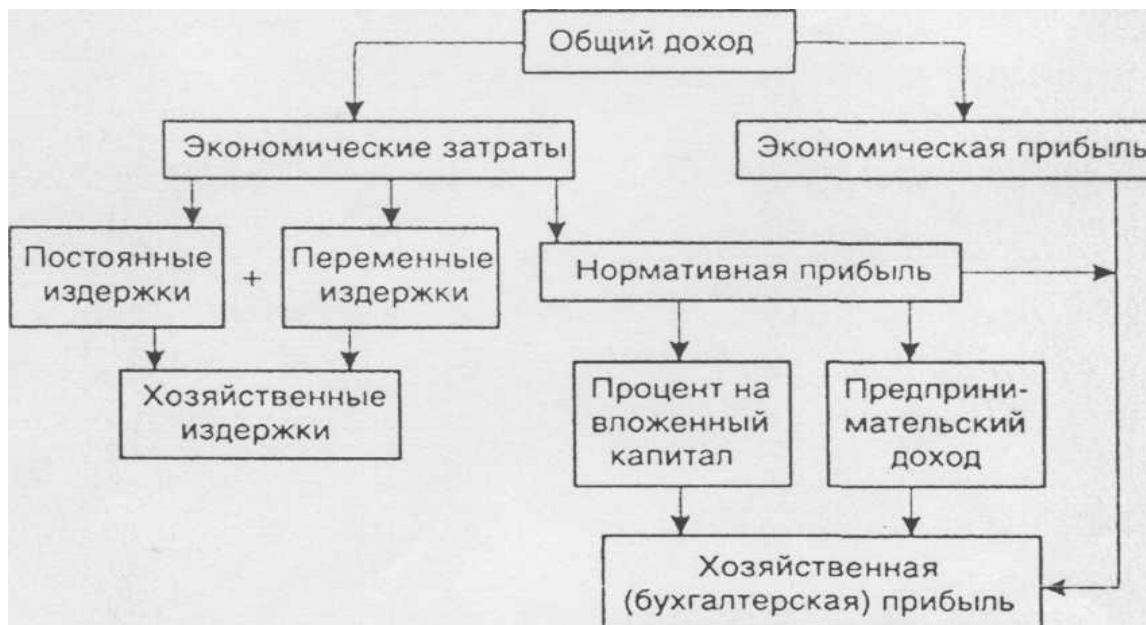 Общий доход
Экономические затраты
Экономическая прибыль
Постоянные
издержки
+
Переменные
издержки
Нормативная прибыль
Хозяйственные
издержки
Процент на
вложенный
капитал
Предприни-
мательский
доход
Хозяйственная
(бухгалтерская) прибыль